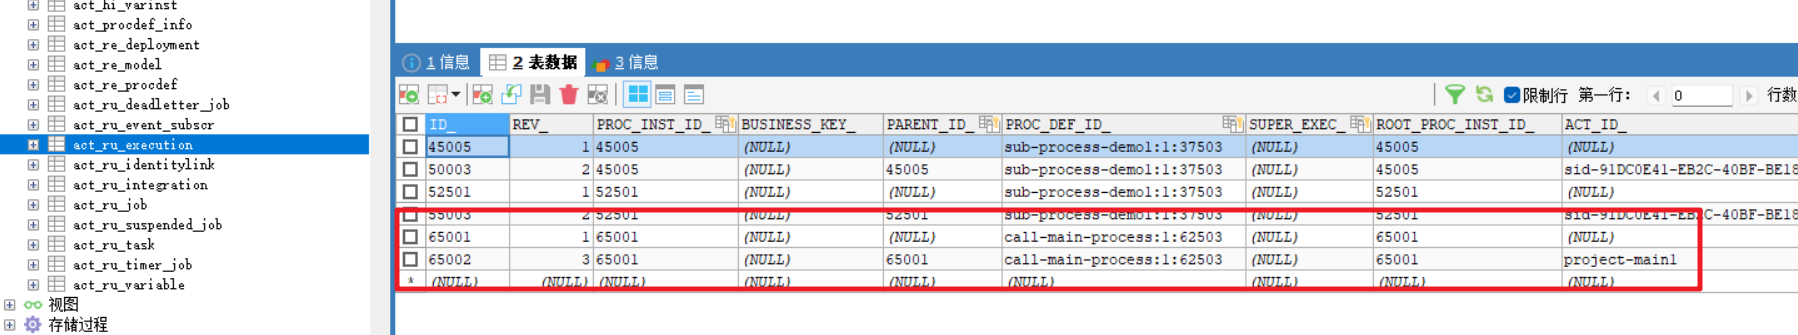 act_hi_varinst
act_procdef_info
act_re_deployment
act_re_model
act_re_procdef
act_ru_deadletter_job
act_ru_event_subscr
act_ru_execution
act_ru_identitylink
act_ru_integration
act_ru_job
act_ru_suspended_job
act_ru_task
act_ru_timer_job
act_ru_variable
视图
存储过程
1 信息 2 表数据 3 信息
限制行 第一行: 0 行数
ID_ REV_ PROC_INST_ID_ BUSINESS_KEY_ PARENT_ID_ PROC_DEF_ID_ SUPER_EXEC_ ROOT_PROC_INST_ID_ ACT_ID_
45005 1 45005 (NULL) (NULL) sub-process-demo1:1:37503 (NULL) 45005 (NULL)
50003 2 45005 (NULL) 45005 sub-process-demo1:1:37503 (NULL) 45005 sid-91DC0E41-EB2C-40BF-BE18
52501 1 52501 (NULL) (NULL) sub-process-demo1:1:37503 (NULL) 52501 (NULL)
55003 2 52501 (NULL) 52501 sub-process-demo1:1:37503 (NULL) 52501 sid-91DC0E41-EB2C-40BF-BE18
65001 1 65001 (NULL) (NULL) call-main-process:1:62503 (NULL) 65001 (NULL)
65002 3 65001 (NULL) 65001 call-main-process:1:62503 (NULL) 65001 project-main1
* (NULL) (NULL) (NULL) (NULL) (NULL) (NULL) (NULL) (NULL) (NULL)